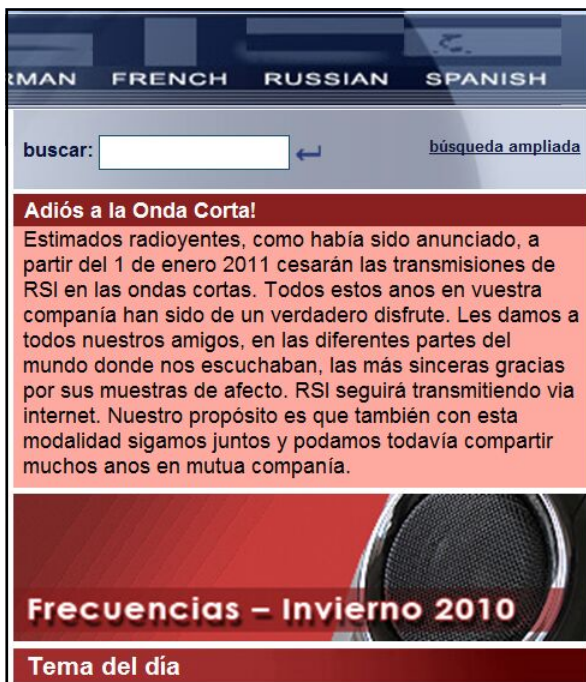 RMAN FRENCH RUSSIAN SPANISH
buscar: búsqueda ampliada
Adiós a la Onda Corta!
Estimados radioyentes, como había sido anunciado, a
partir del 1 de enero 2011 cesarán las transmisiones de
RSI en las ondas cortas. Todos estos anos en vuestra
companía han sido de un verdadero disfrute. Les damos a
todos nuestros amigos, en las diferentes partes del
mundo donde nos escuchaban, las más sinceras gracias
por sus muestras de afecto. RSI seguirá transmitiendo via
internet. Nuestro propósito es que también con esta
modalidad sigamos juntos y podamos todavía compartir
muchos anos en mutua companía.
Frecuencias – Invierno 2010
Tema del día